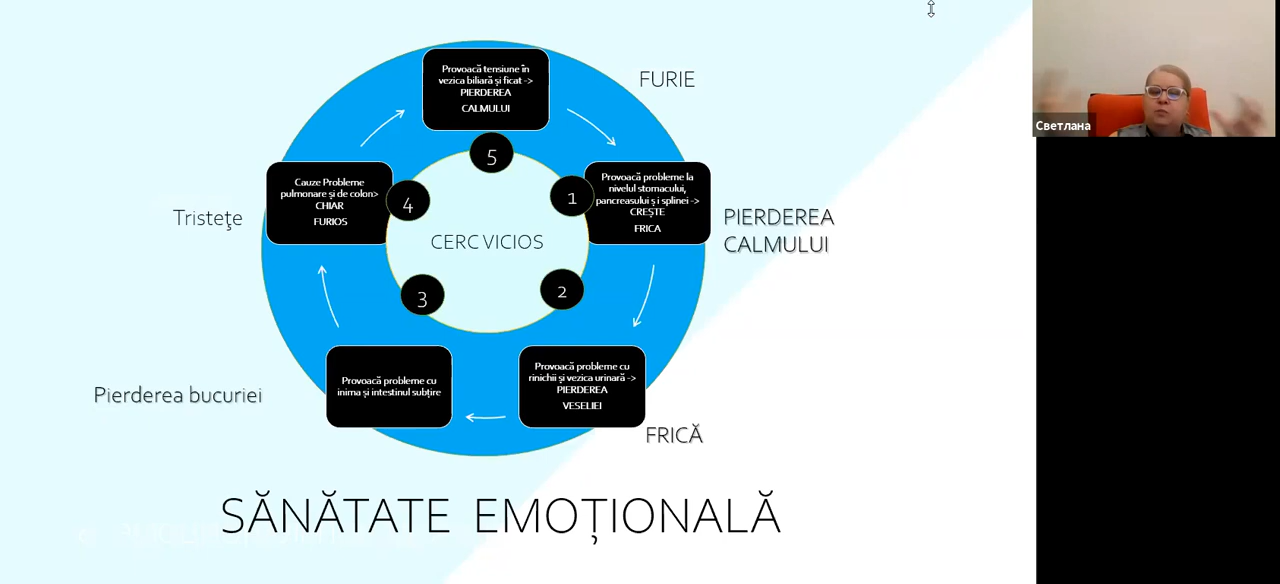 Provoacă tensiune în
vezica biliară și ficat ->
PIERDEREA
CALMULUI
FURIE
5
Provoacă probleme la
nivelul stomacului,
pancreasului ș i splinei ->
CREȘTE
FRICA
1
PIERDEREA
CALMULUI
Cauze Probleme
pulmonare și de colon>
CHIAR
FURIOS
4
Tristețe
CERC VICIOS
3
2
Provoacă probleme cu
inima și intestinul subțire
Pierderea bucuriei
Provoacă probleme cu
rinichii și vezica urinară ->
PIERDEREA
VESELIEI
FRICĂ
SĂNĂTATE EMOȚIONALĂ
Светлана